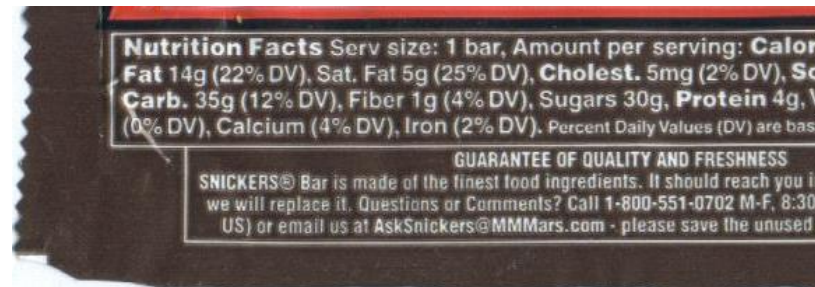 Nutrition Facts Serv size: 1 bar, Amount per serving: Calor
Fat 14g (22% DV), Sat. Fat 5g (25% DV), Cholest. 5mg (2% DV), So
Carb. 35g (12% DV), Fiber 1g (4% DV), Sugars 30g, Protein 4g, V
(0% DV), Calcium (4% DV), Iron (2% DV). Percent Daily Values (DV) are bas
GUARANTEE OF QUALITY AND FRESHNESS
SNICKERS® Bar is made of the finest food ingredients. It should reach you i
we will replace it. Questions or Comments? Call 1-800-551-0702 M-F, 8:30
US) or email us at AskSnickers@MMMars.com - please save the unused